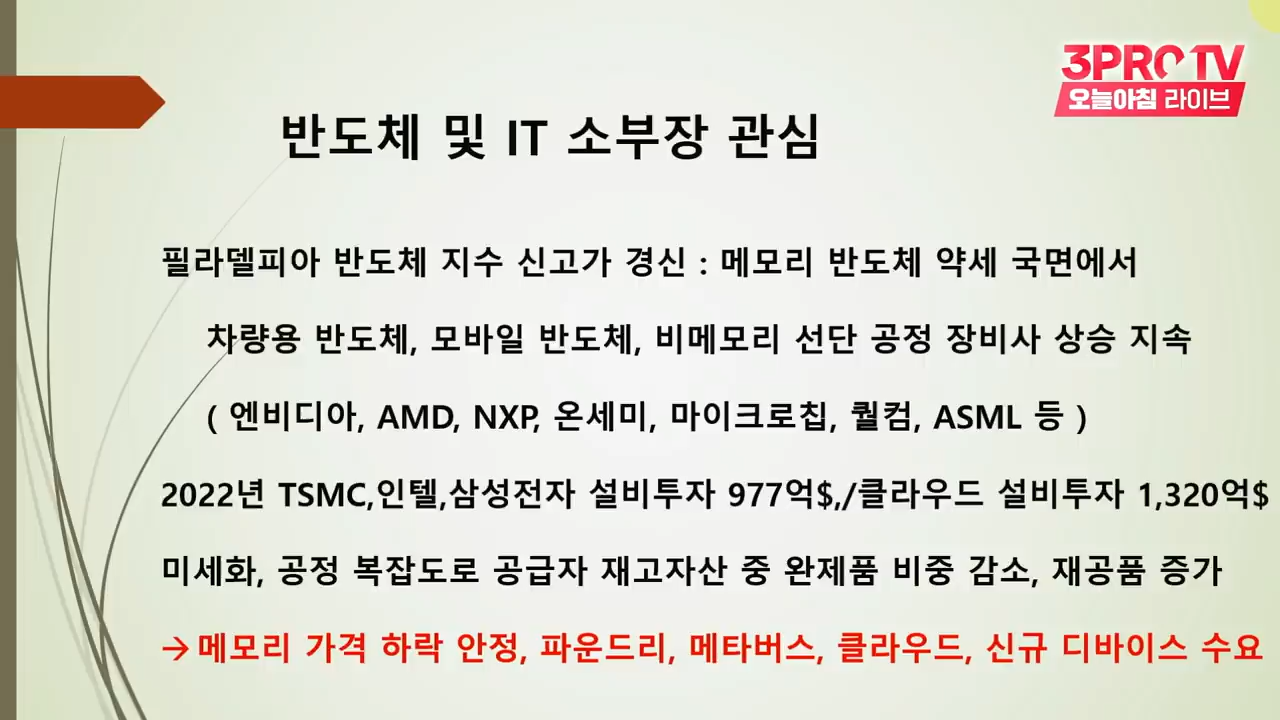 3PRO TV
오늘아침 라이브
반도체 및 IT 소부장 관심
필라델피아 반도체 지수 신고가 경신 : 메모리 반도체 약세 국면에서
차량용 반도체, 모바일 반도체, 비메모리 선단 공정 장비사 상승 지속
( 엔비디아, AMD, NXP, 온세미, 마이크로칩, 퀄컴, ASML 등 )
2022년 TSMC,인텔,삼성전자 설비투자 977억$,/클라우드 설비투자 1,320억$
미세화, 공정 복잡도로 공급자 재고자산 중 완제품 비중 감소, 재공품 증가
→메모리 가격 하락 안정, 파운드리, 메타버스, 클라우드, 신규 디바이스 수요